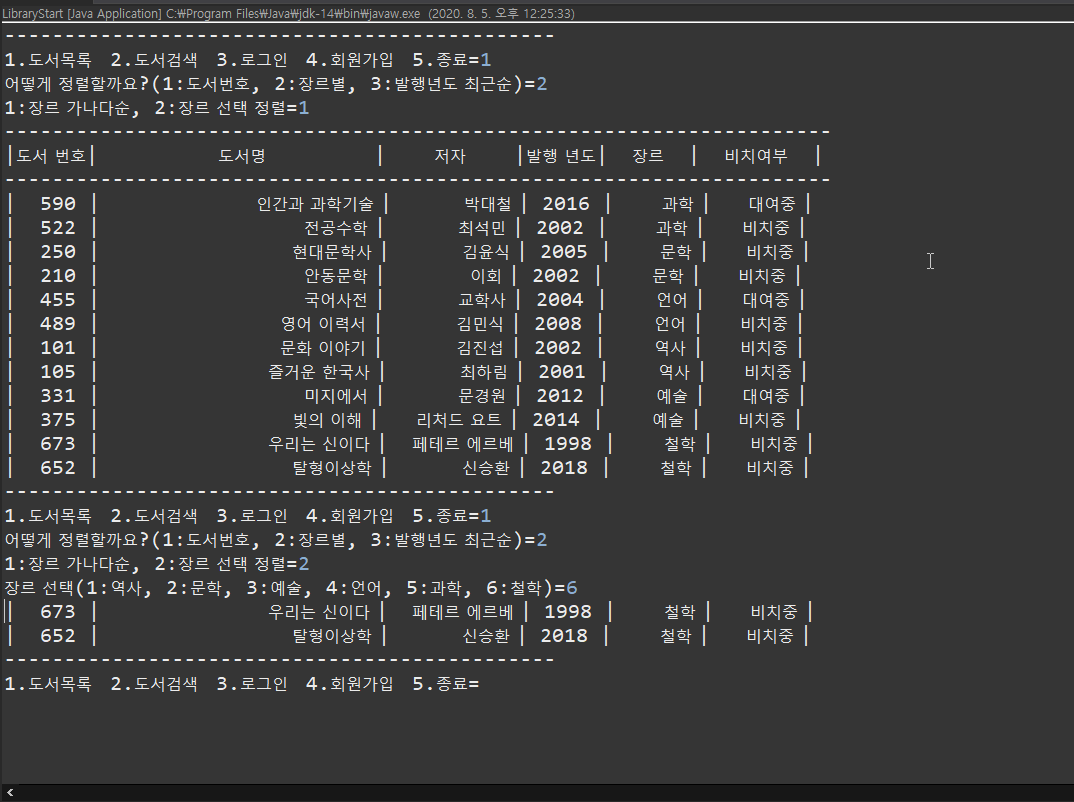 LibraryStart [Java Application] C:₩Program Files₩Java₩jdk-14₩bin₩javaw.exe (2020. 8. 5. 오후 12:25:33)
-----------------------------------------------
1.도서목록 2.도서검색 3.로그인 4.회원가입 5.종료=1
어떻게 정렬할까요?(1:도서번호, 2:장르별, 3:발행년도 최근순)=2
1:장르 가나다순, 2:장르 선택 정렬=1
-----------------------------------------------------------------------
|도서 번호| 도서명 | 저자 |발행 년도| 장르 | 비치여부 |
-----------------------------------------------------------------------
| 590 | 인간과 과학기술 | 박대철 | 2016 | 과학 | 대여중 |
| 522 | 전공수학 | 최석민 | 2002 | 과학 | 비치중 |
| 250 | 현대문학사 | 김윤식 | 2005 | 문학 | 비치중 |
| 210 | 안동문학 | 이회 | 2002 | 문학 | 비치중 |
| 455 | 국어사전 | 교학사 | 2004 | 언어 | 대여중 |
| 489 | 영어 이력서 | 김민식 | 2008 | 언어 | 비치중 |
| 101 | 문화 이야기 | 김진섭 | 2002 | 역사 | 비치중 |
| 105 | 즐거운 한국사 | 최하림 | 2001 | 역사 | 비치중 |
| 331 | 미지에서 | 문경원 | 2012 | 예술 | 대여중 |
| 375 | 빛의 이해 | 리처드 요트 | 2014 | 예술 | 비치중 |
| 673 | 우리는 신이다 | 페테르 에르베 | 1998 | 철학 | 비치중 |
| 652 | 탈형이상학 | 신승환 | 2018 | 철학 | 비치중 |
-----------------------------------------------
1.도서목록 2.도서검색 3.로그인 4.회원가입 5.종료=1
어떻게 정렬할까요?(1:도서번호, 2:장르별, 3:발행년도 최근순)=2
1:장르 가나다순, 2:장르 선택 정렬=2
장르 선택(1:역사, 2:문학, 3:예술, 4:언어, 5:과학, 6:철학)=6
| 673 | 우리는 신이다 | 페테르 에르베 | 1998 | 철학 | 비치중 |
| 652 | 탈형이상학 | 신승환 | 2018 | 철학 | 비치중 |
-----------------------------------------------
1.도서목록 2.도서검색 3.로그인 4.회원가입 5.종료=